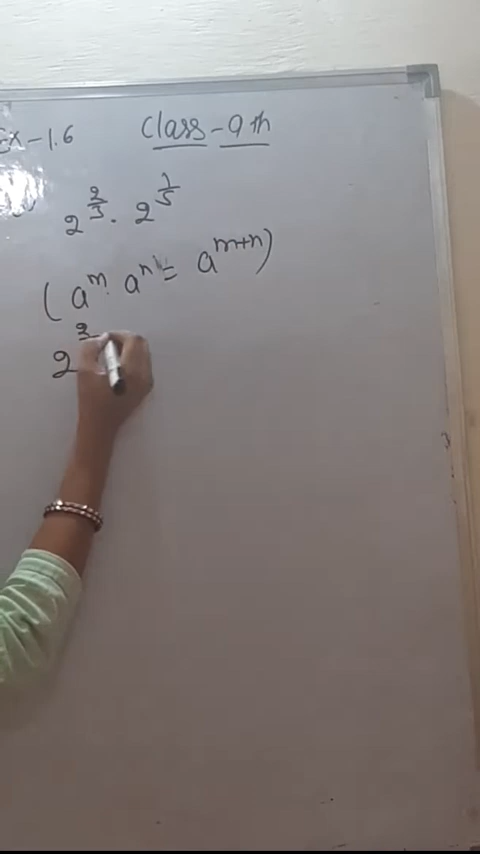 Ex-1.6 Class-9th
2^{2/3} · 2^{1/5}
(a^m · a^n = a^{m+n})
2